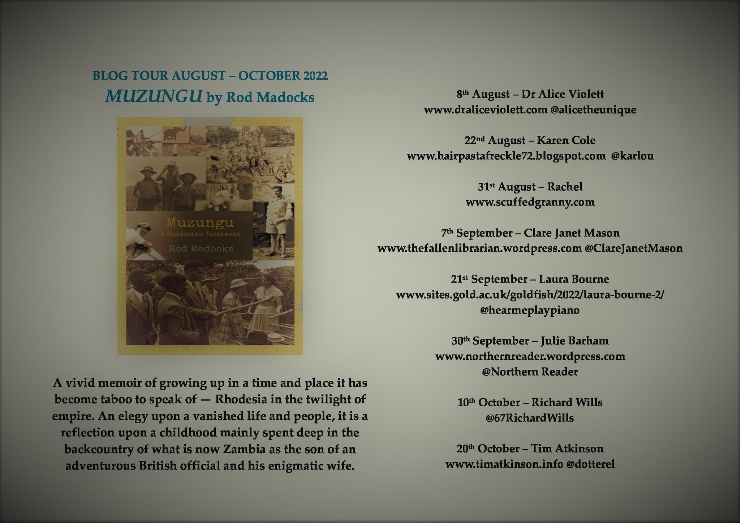 BLOG TOUR AUGUST – OCTOBER 2022
MUZUNGU by Rod Madocks
Muzungu
A Rhodesian Testament
Rod Madocks
A vivid memoir of growing up in a time and place it has
become taboo to speak of — Rhodesia in the twilight of
empire. An elegy upon a vanished life and people, it is a
reflection upon a childhood mainly spent deep in the
backcountry of what is now Zambia as the son of an
adventurous British official and his enigmatic wife.
8th August – Dr Alice Violett
www.draliceviolett.com @alicetheunique
22nd August – Karen Cole
www.hairpastafreckle72.blogspot.com @karlou
31st August – Rachel
www.scuffedgranny.com
7th September – Clare Janet Mason
www.thefallenlibrarian.wordpress.com @ClareJanetMason
21st September – Laura Bourne
www.sites.gold.ac.uk/goldfish/2022/laura-bourne-2/
@hearmeplaypiano
30th September – Julie Barham
www.northernreader.wordpress.com
@Northern Reader
10th October – Richard Wills
@67RichardWills
20th October – Tim Atkinson
www.timatkinson.info @dotterel